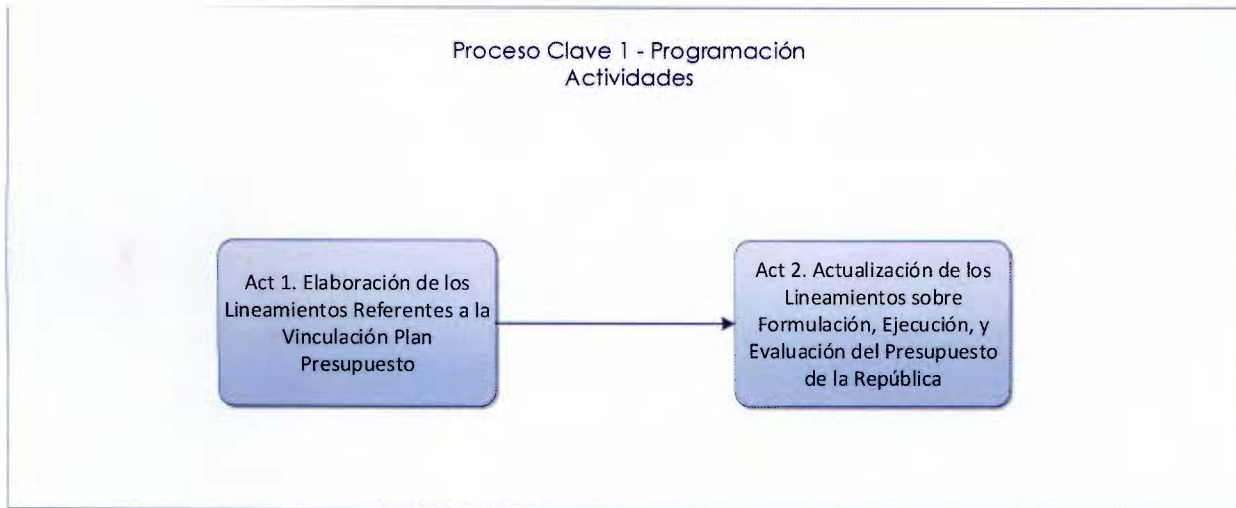 Proceso Clave 1 - Programación
Actividades
Act 1. Elaboración de los
Lineamientos Referentes a la
Vinculación Plan
Presupuesto
Act 2. Actualización de los
Lineamientos sobre
Formulación, Ejecución, y
Evaluación del Presupuesto
de la República